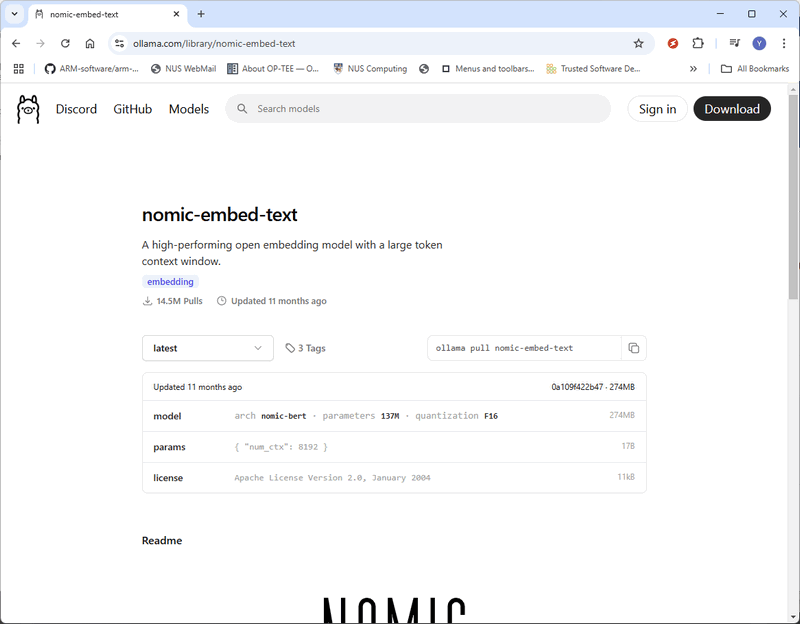 nomic-embed-text
ollama.com/library/nomic-embed-text
Y
ARM-software/arm-... NUS WebMail About OP-TEE — O... NUS Computing Menus and toolbars... Trusted Software De... » All Bookmarks
Discord GitHub Models Search models Sign in Download
nomic-embed-text
A high-performing open embedding model with a large token
context window.
embedding
14.5M Pulls Updated 11 months ago
latest 3 Tags ollama pull nomic-embed-text
Updated 11 months ago 0a109f422b47 · 274MB
model arch nomic-bert · parameters 137M · quantization F16 274MB
params { "num_ctx": 8192 } 17B
license Apache License Version 2.0, January 2004 11kB
Readme
NOMIC